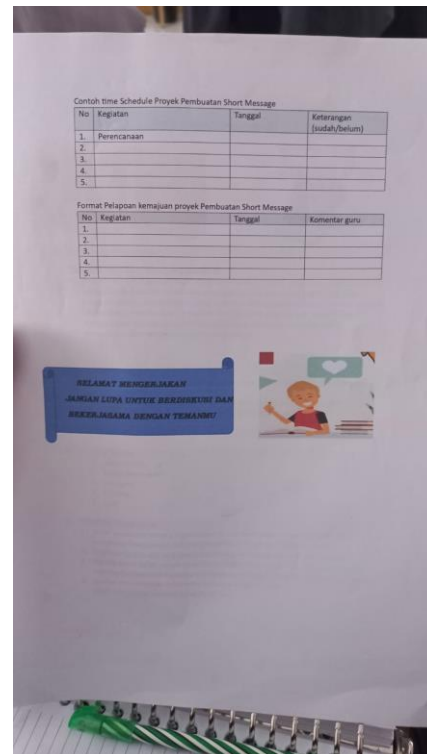 Contoh time Schedule Proyek Pembuatan Short Message
No Kegiatan Tanggal Keterangan (sudah/belum)
1. Perencanaan
2.
3.
4.
5.
Format Pelapoan kemajuan proyek Pembuatan Short Message
No Kegiatan Tanggal Komentar guru
1.
2.
3.
4.
5.
SELAMAT MENGERJAKAN
JANGAN LUPA UNTUK BERDISKUSI DAN
BEKERJASAMA DENGAN TEMANMU